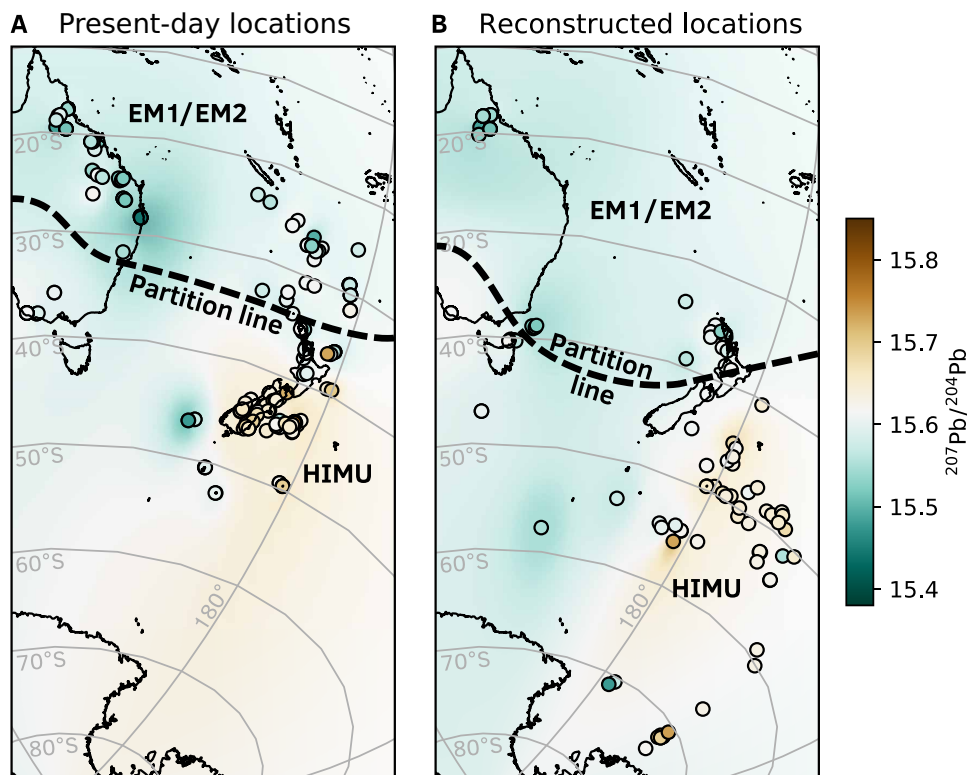 A Present-day locations
EM1/EM2
20°S
30°S
Partition line
40°S
50°S
HIMU
60°S
180°
70°S
80°S
B Reconstructed locations
20°S
EM1/EM2
30°S
40°S
Partition
line
50°S
60°S
HIMU
180°
70°S
80°S
15.8
15.7
15.6
15.5
15.4
²⁰⁷Pb/²⁰⁴Pb